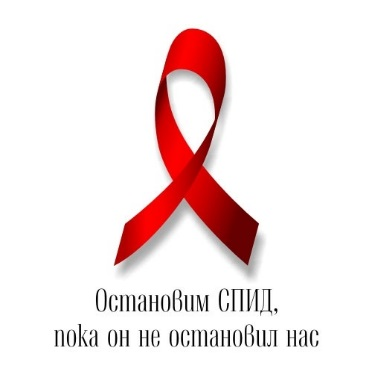 Остановим СПИД,
пока он не остановил нас